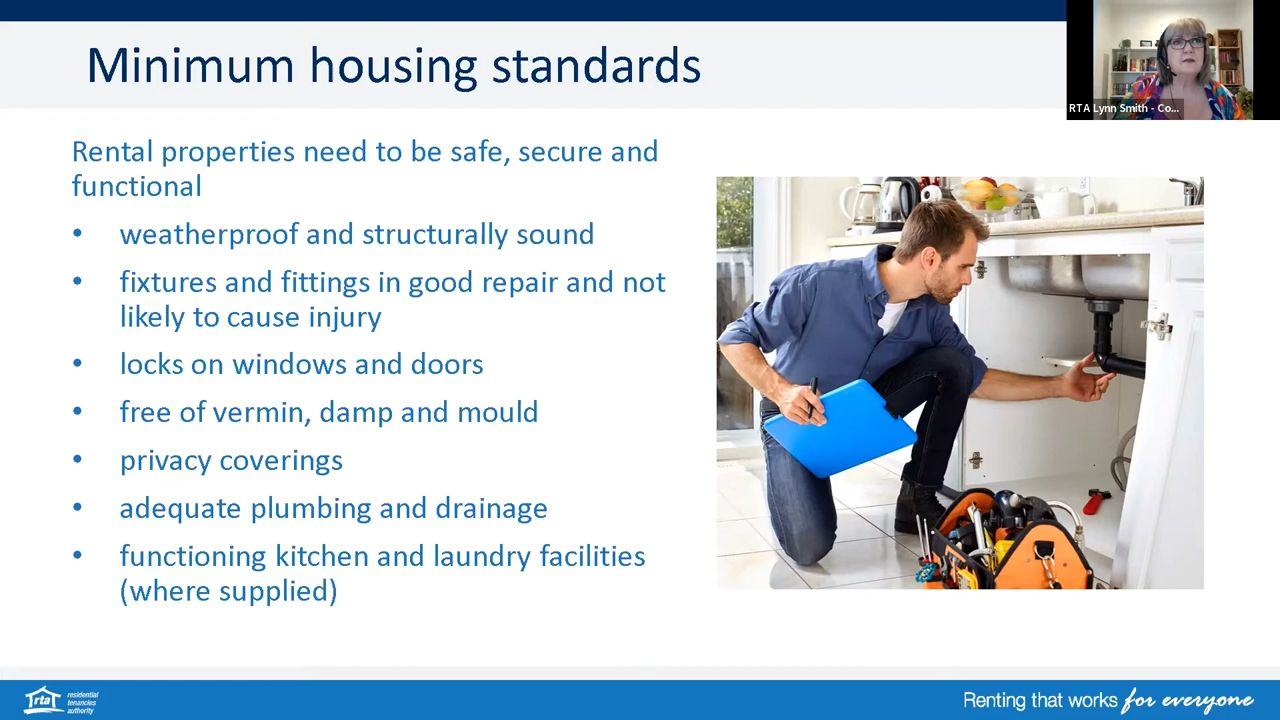 Minimum housing standards
RTA Lynn Smith - Co...
Rental properties need to be safe, secure and
functional
• weatherproof and structurally sound
• fixtures and fittings in good repair and not
likely to cause injury
• locks on windows and doors
• free of vermin, damp and mould
• privacy coverings
• adequate plumbing and drainage
• functioning kitchen and laundry facilities
(where supplied)
rta
residential
tenancies
authority
Renting that works for everyone